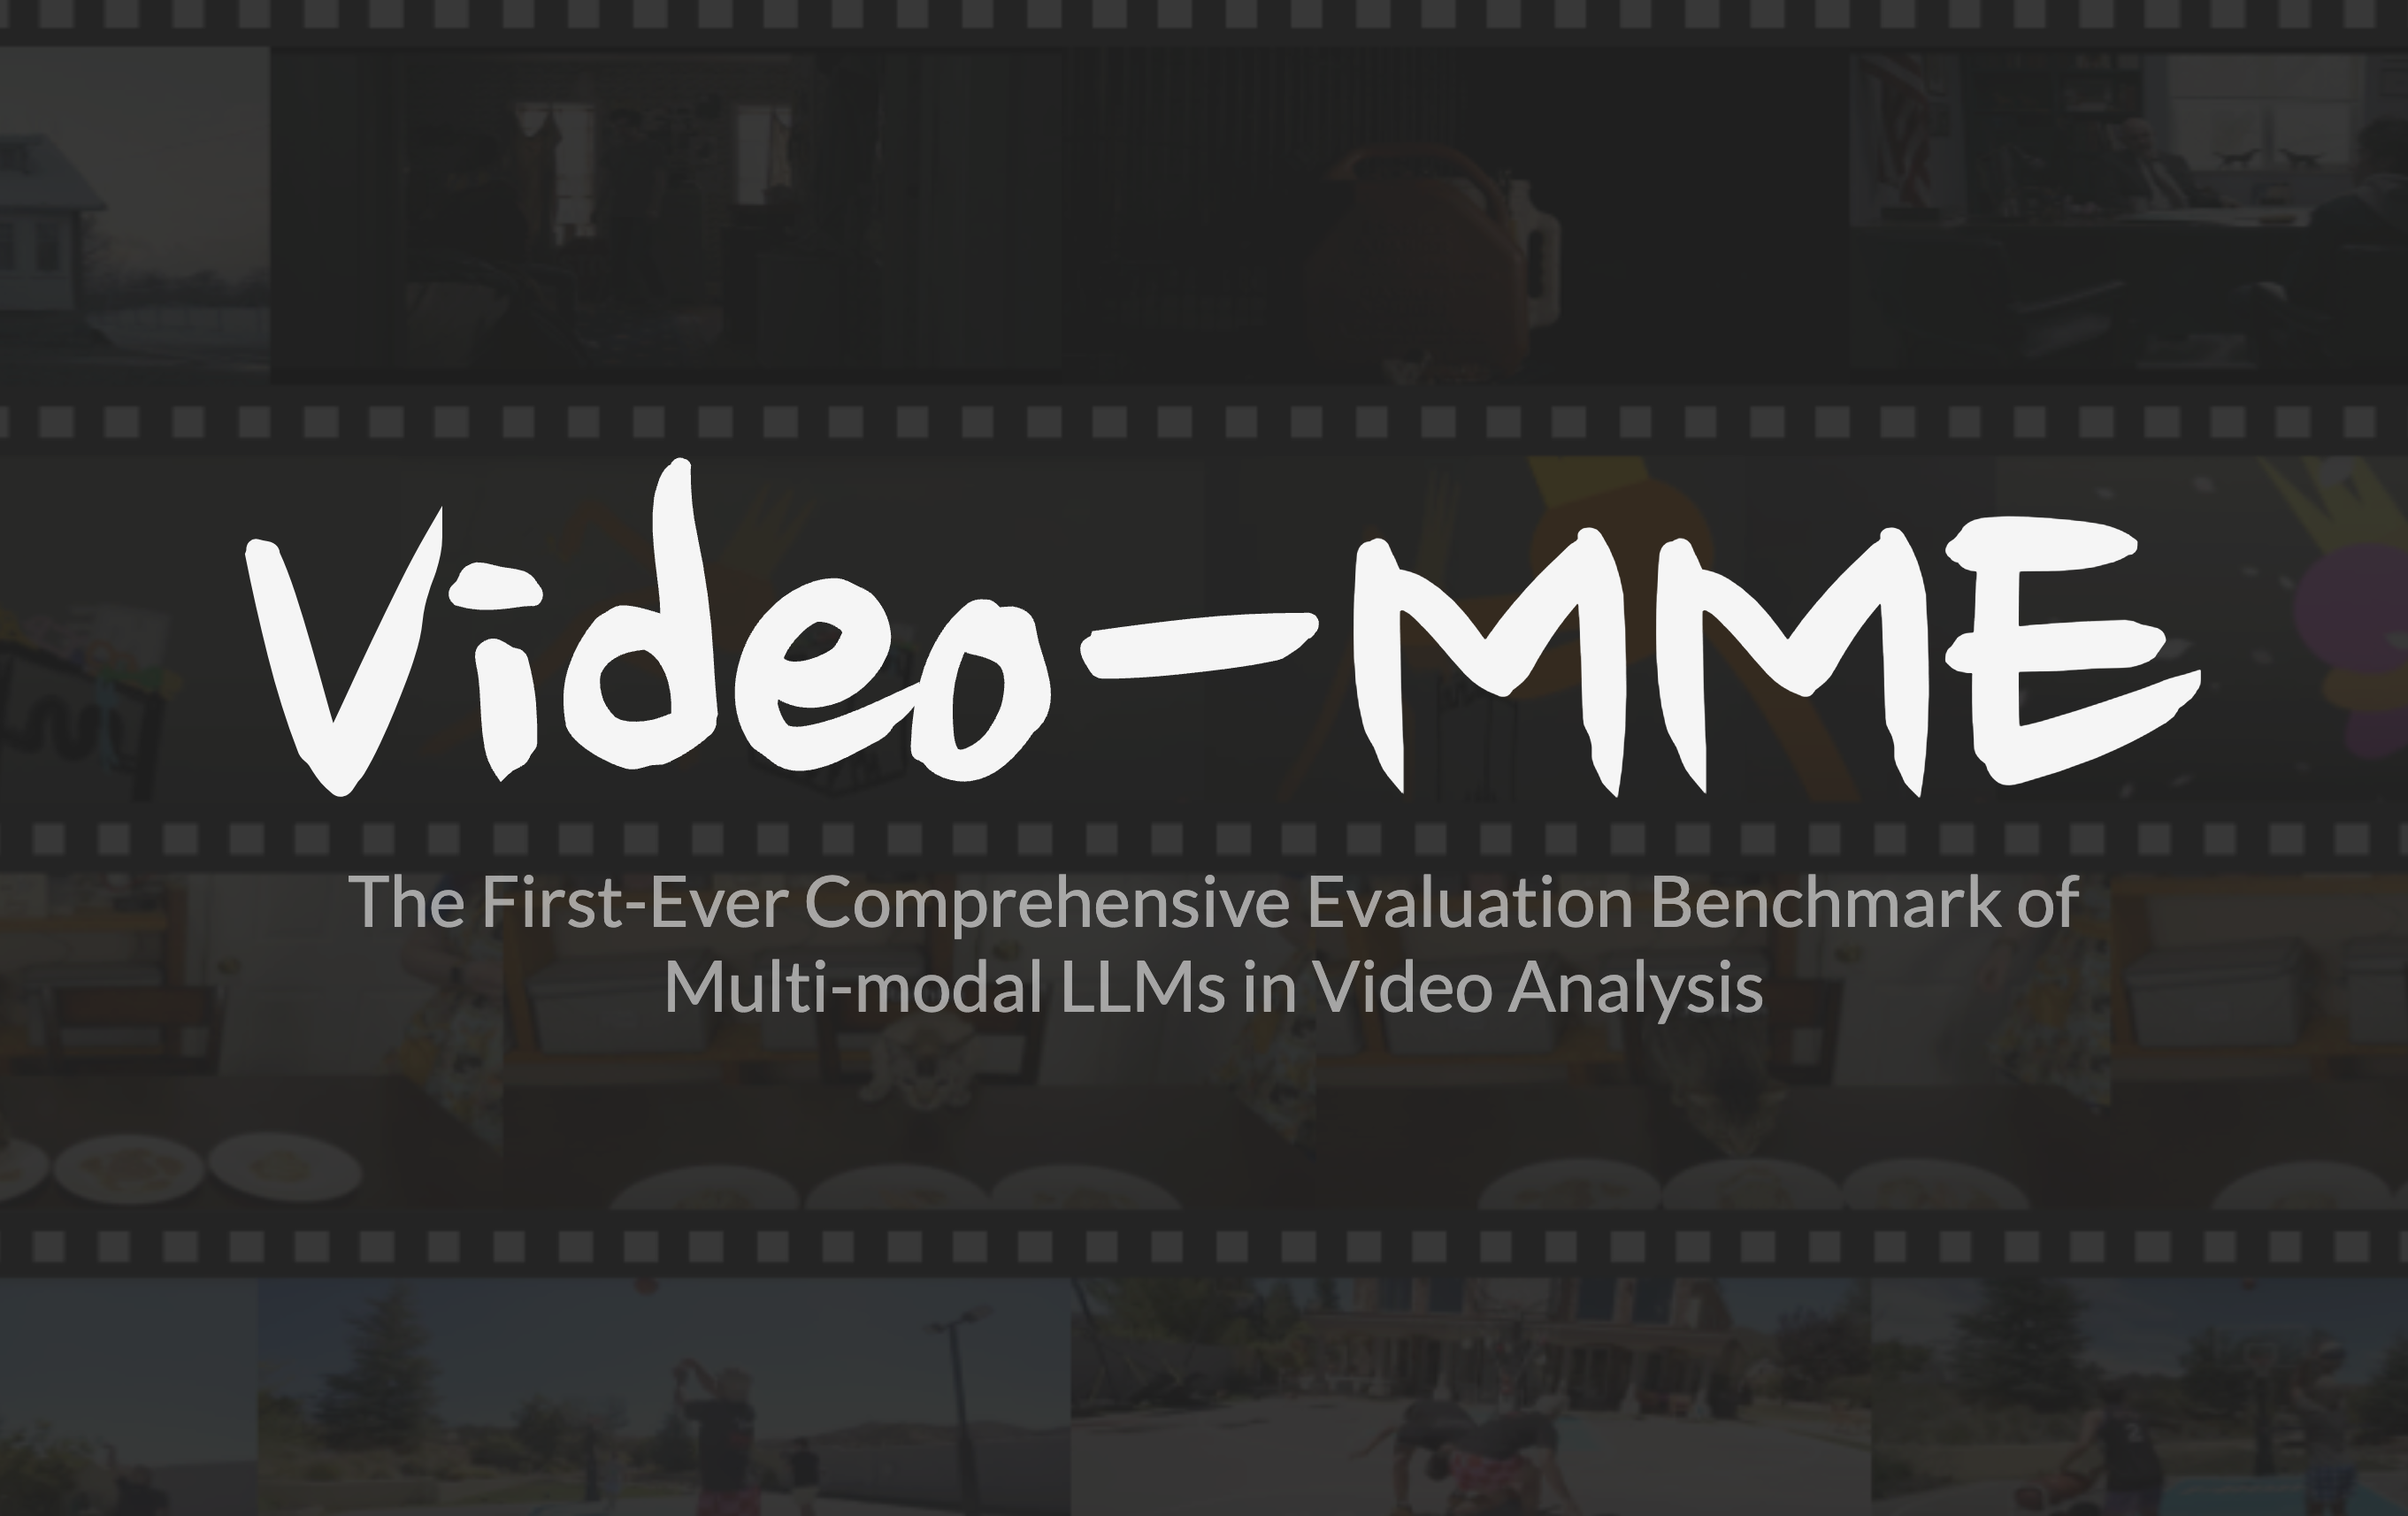 Video-MME
The First-Ever Comprehensive Evaluation Benchmark of
Multi-modal LLMs in Video Analysis